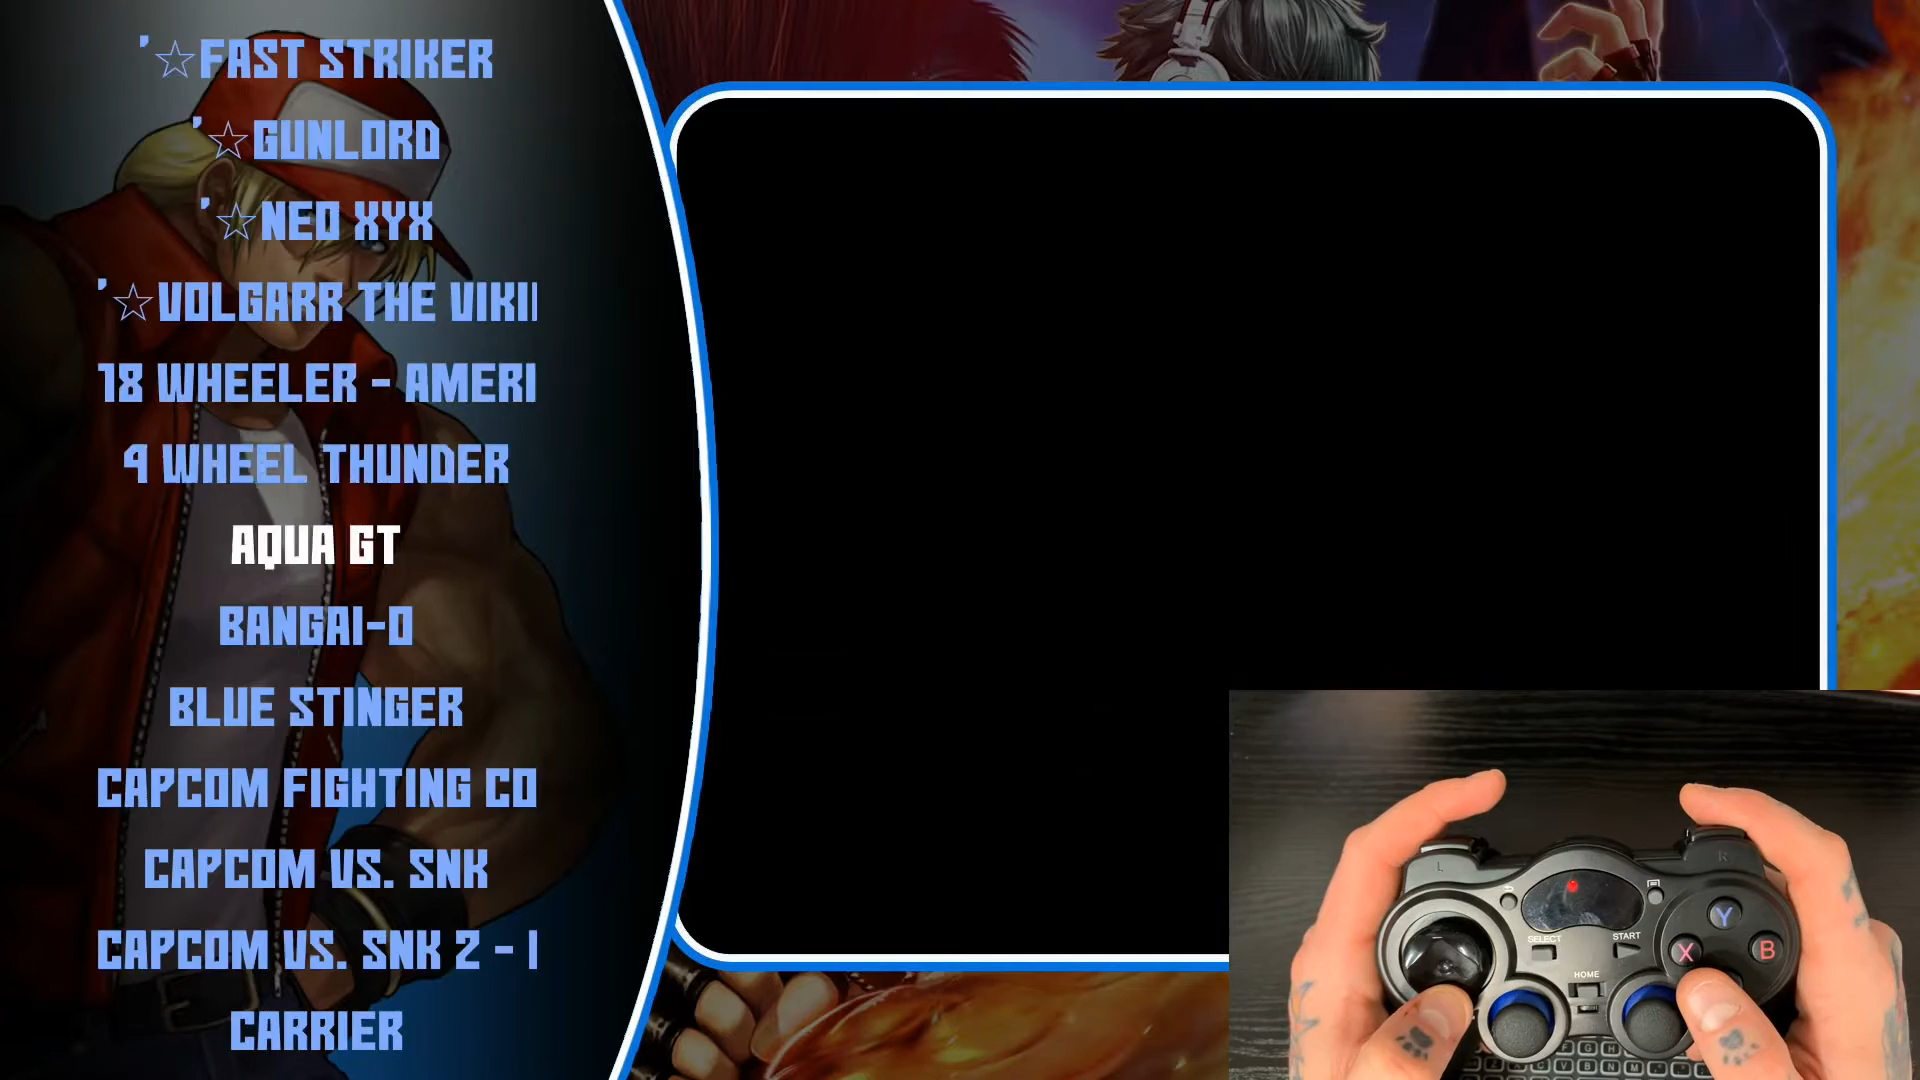 '☆FAST STRIKER
'☆GUNLORD
'☆NEO XYX
'☆VOLGARR THE VIKI
18 WHEELER - AMERI
4 WHEEL THUNDER
AQUA GT
BANGAI-O
BLUE STINGER
CAPCOM FIGHTING CO
CAPCOM VS. SNK
CAPCOM VS. SNK 2 - I
CARRIER
L
R
SELECT
START
HOME
Y
X
B